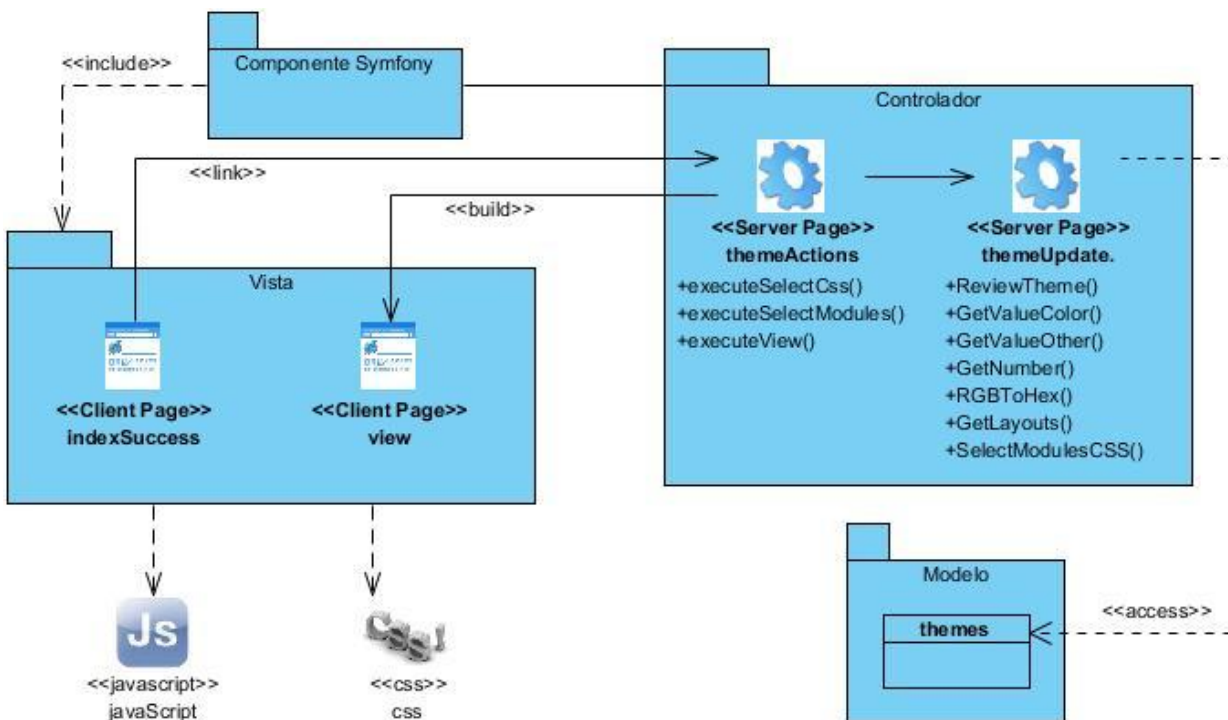 <<include>>
Componente Symfony
Controlador
<<link>>
<<build>>
<<Server Page>>
themeActions
+executeSelectCss()
+executeSelectModules()
+executeView()
<<Server Page>>
themeUpdate.
+ReviewTheme()
+GetValueColor()
+GetValueOther()
+GetNumber()
+RGBToHex()
+GetLayouts()
+SelectModulesCSS()
Vista
<<Client Page>>
indexSuccess
<<Client Page>>
view
Modelo
themes
<<access>>
Js
<<javascript>>
javaScript
CSS!
<<css>>
css